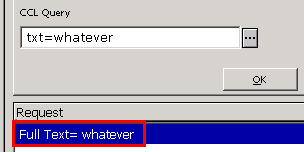 CCL Query
txt=whatever
...
OK
Request
Full Text= whatever